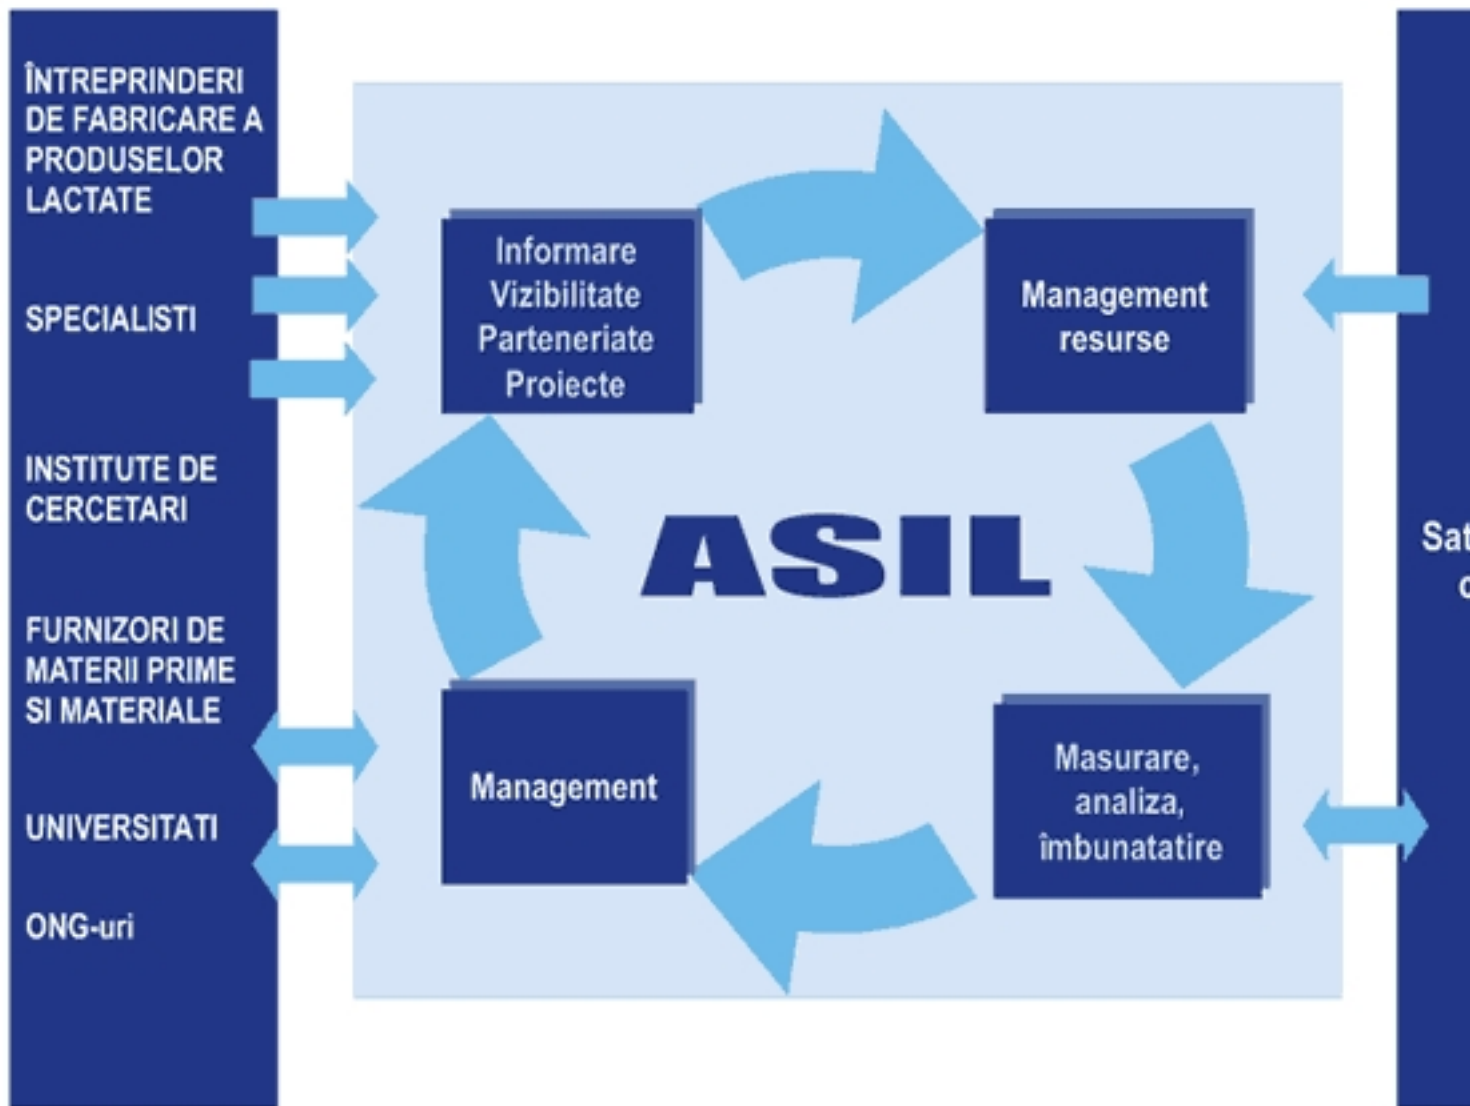 ÎNTREPRINDERI
DE FABRICARE A
PRODUSELOR
LACTATE
SPECIALISTI
INSTITUTE DE
CERCETARI
FURNIZORI DE
MATERII PRIME
SI MATERIALE
UNIVERSITATI
ONG-uri
Informare
Vizibilitate
Parteneriate
Proiecte
Management
resurse
ASIL
Management
Masurare,
analiza,
îmbunatatire